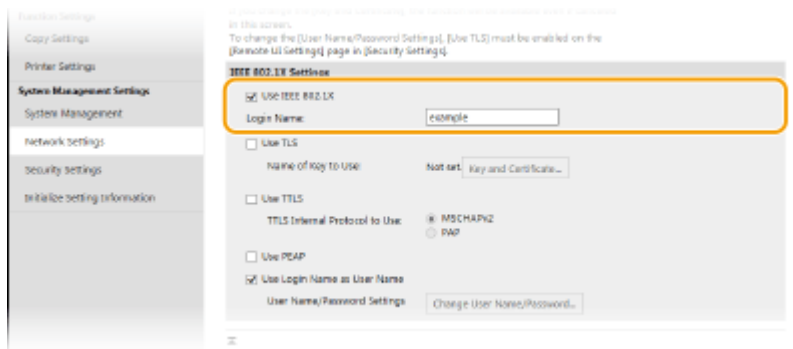 Function Settings
Copy Settings
Printer Settings
System Management Settings
System Management
Network Settings
Security Settings
Initialize Setting Information
in this screen.
To change the [User Name/Password Settings], [Use TLS] must be enabled on the
[Remote UI Settings] page in [Security Settings].
IEEE 802.1X Settings
Use IEEE 802.1X
Login Name:
example
Use TLS
Name of Key to Use:
Not set
Key and Certificate...
Use TTLS
TTLS Internal Protocol to Use:
MSCHAPv2
PAP
Use PEAP
Use Login Name as User Name
User Name/Password Settings
Change User Name/Password...